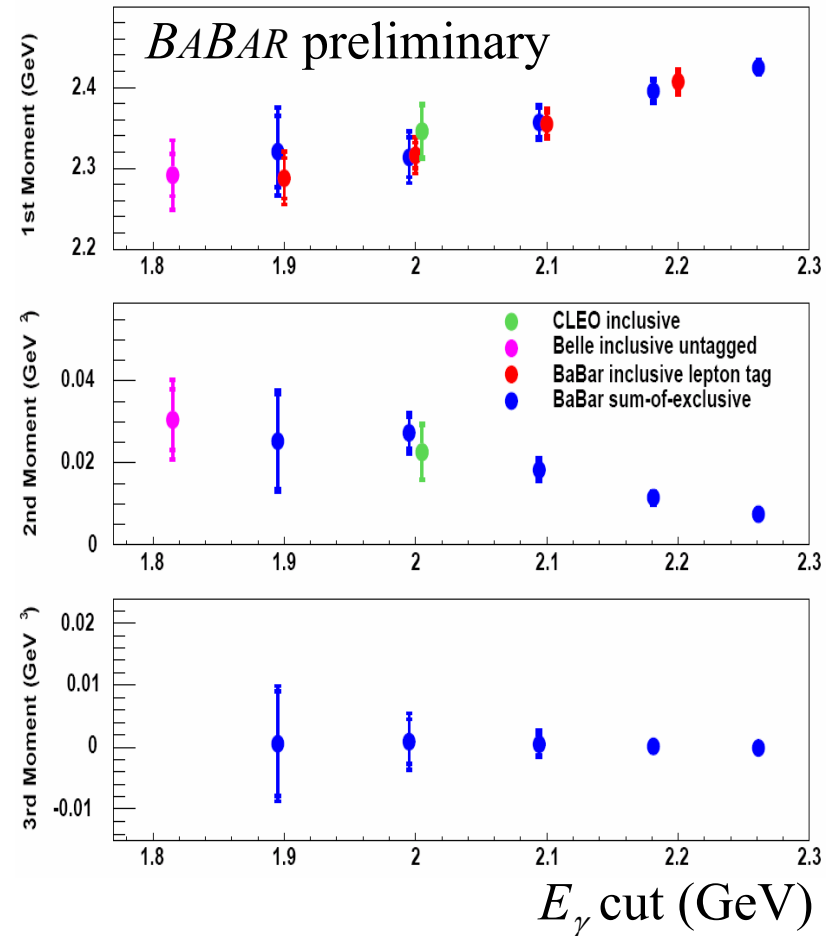 BABAR preliminary
1st Moment (GeV)
2.4
2.3
2.2
1.8 1.9 2 2.1 2.2 2.3
2nd Moment (GeV 2)
CLEO inclusive
Belle inclusive untagged
BaBar inclusive lepton tag
BaBar sum-of-exclusive
0.04
0.02
0
1.8 1.9 2 2.1 2.2 2.3
3rd Moment (GeV 3)
0.02
0.01
0
-0.01
1.8 1.9 2 2.1 2.2 2.3
Eγ cut (GeV)